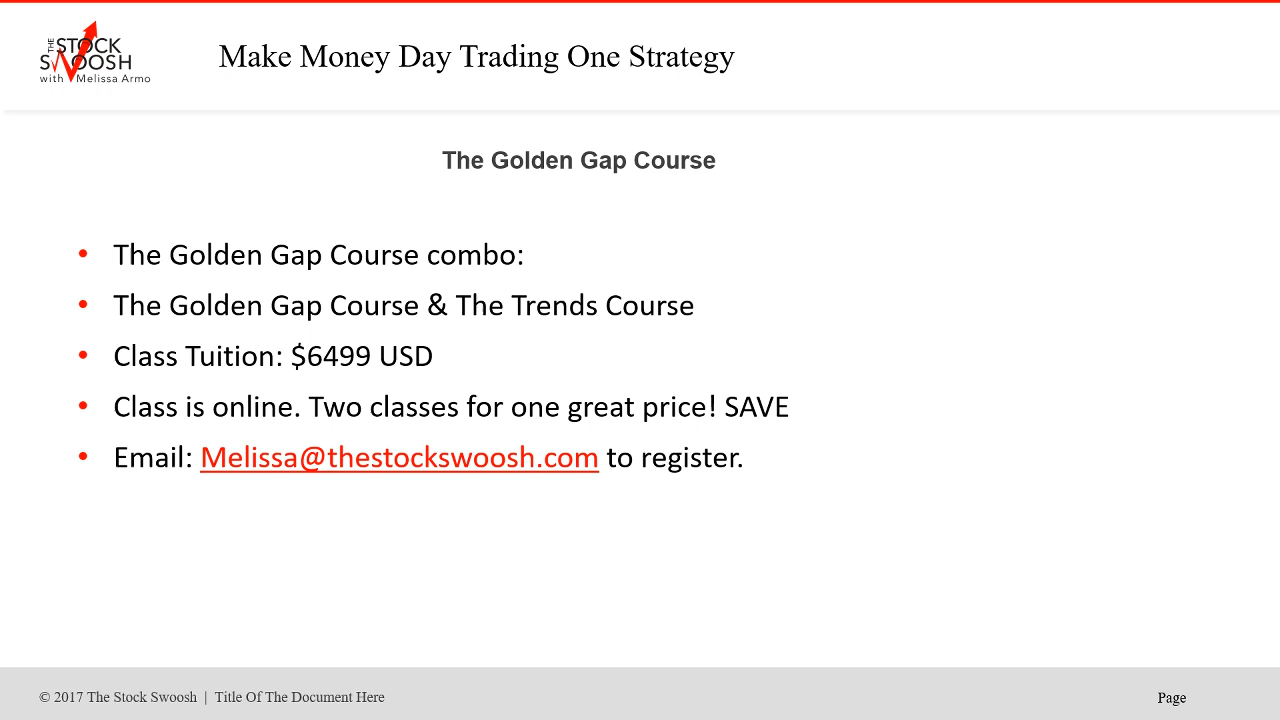 THE STOCK
SWOOSH
with Melissa Armo
Make Money Day Trading One Strategy
The Golden Gap Course
• The Golden Gap Course combo:
• The Golden Gap Course & The Trends Course
• Class Tuition: $6499 USD
• Class is online. Two classes for one great price! SAVE
• Email: Melissa@thestockswoosh.com to register.
© 2017 The Stock Swoosh | Title Of The Document Here
Page